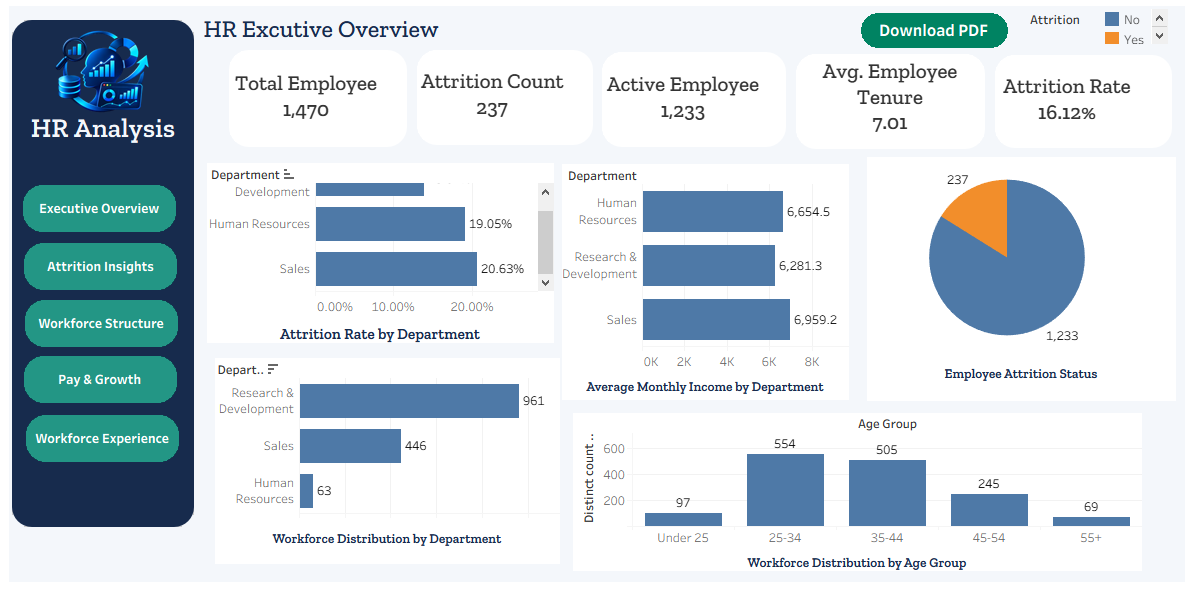 HR Excutive Overview
Download PDF
Attrition
No
Yes
HR Analysis
Executive Overview
Attrition Insights
Workforce Structure
Pay & Growth
Workforce Experience
Total Employee
1,470
Attrition Count
237
Active Employee
1,233
Avg. Employee
Tenure
7.01
Attrition Rate
16.12%
Department
Development
Human Resources
19.05%
Sales
20.63%
0.00%
10.00%
20.00%
Attrition Rate by Department
Department
Human
Resources
6,654.5
Research &
Development
6,281.3
Sales
6,959.2
0K
2K
4K
6K
8K
Average Monthly Income by Department
237
1,233
Employee Attrition Status
Depart..
Research &
Development
961
Sales
446
Human
Resources
63
Workforce Distribution by Department
Age Group
Distinct count ..
600
400
200
97
554
505
245
69
Under 25
25-34
35-44
45-54
55+
Workforce Distribution by Age Group